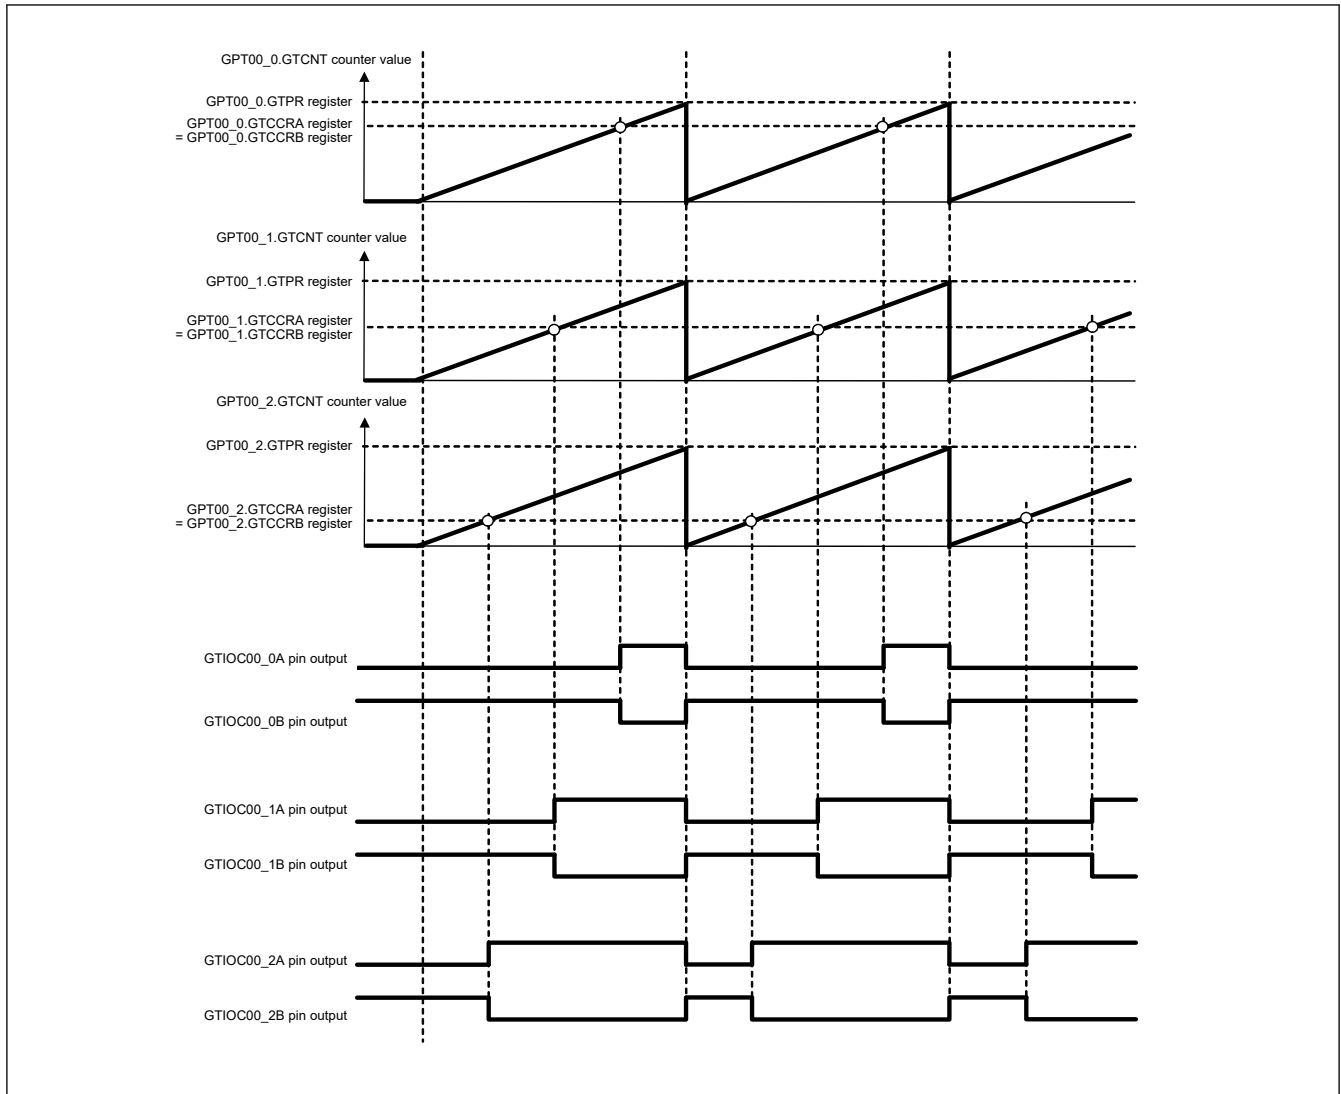 GPT00_0.GTCNT counter value
GPT00_0.GTPR register
GPT00_0.GTCCRA register
= GPT00_0.GTCCRB register
GPT00_1.GTCNT counter value
GPT00_1.GTPR register
GPT00_1.GTCCRA register
= GPT00_1.GTCCRB register
GPT00_2.GTCNT counter value
GPT00_2.GTPR register
GPT00_2.GTCCRA register
= GPT00_2.GTCCRB register
GTIOC00_0A pin output
GTIOC00_0B pin output
GTIOC00_1A pin output
GTIOC00_1B pin output
GTIOC00_2A pin output
GTIOC00_2B pin output